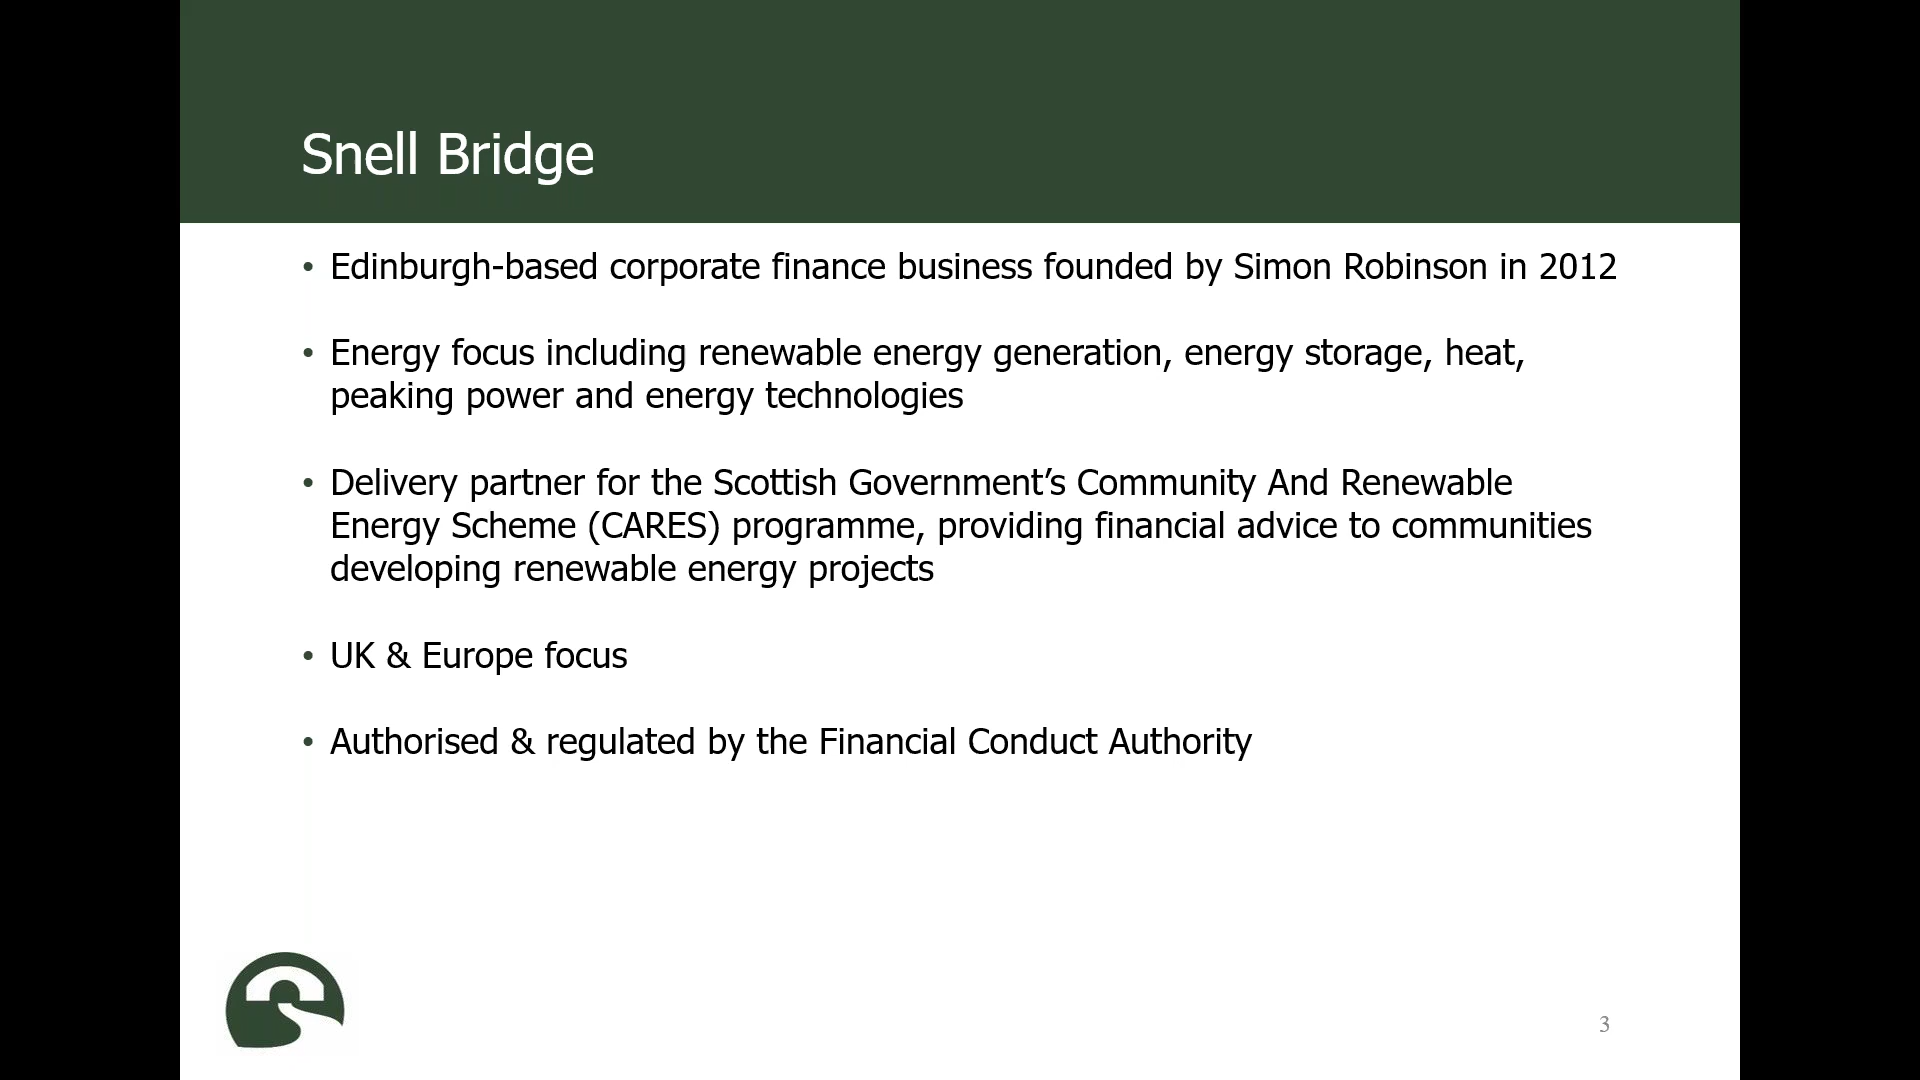 Snell Bridge
• Edinburgh-based corporate finance business founded by Simon Robinson in 2012
• Energy focus including renewable energy generation, energy storage, heat,
peaking power and energy technologies
• Delivery partner for the Scottish Government’s Community And Renewable
Energy Scheme (CARES) programme, providing financial advice to communities
developing renewable energy projects
• UK & Europe focus
• Authorised & regulated by the Financial Conduct Authority
3